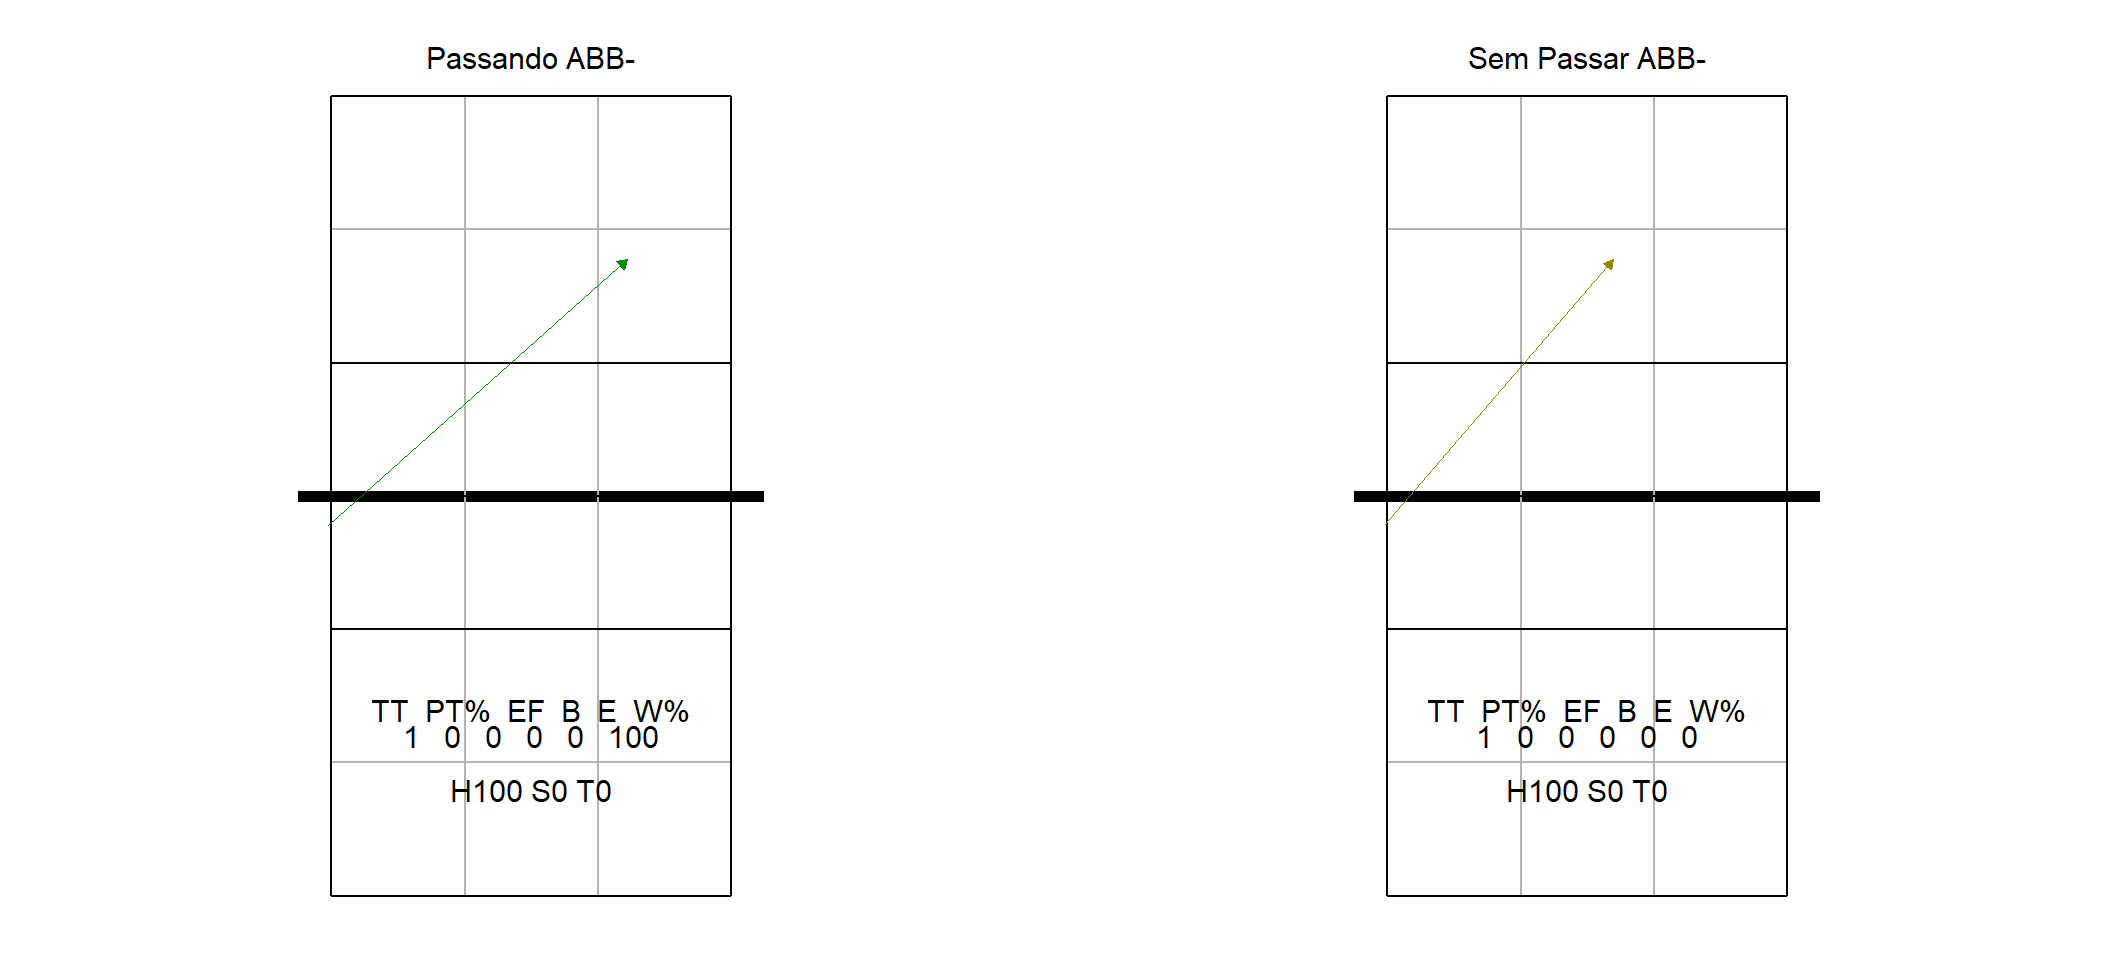 Passando ABB-
TT PT% EF B E W%
1 0 0 0 0 100
H100 S0 T0
Sem Passar ABB-
TT PT% EF B E W%
1 0 0 0 0 0
H100 S0 T0